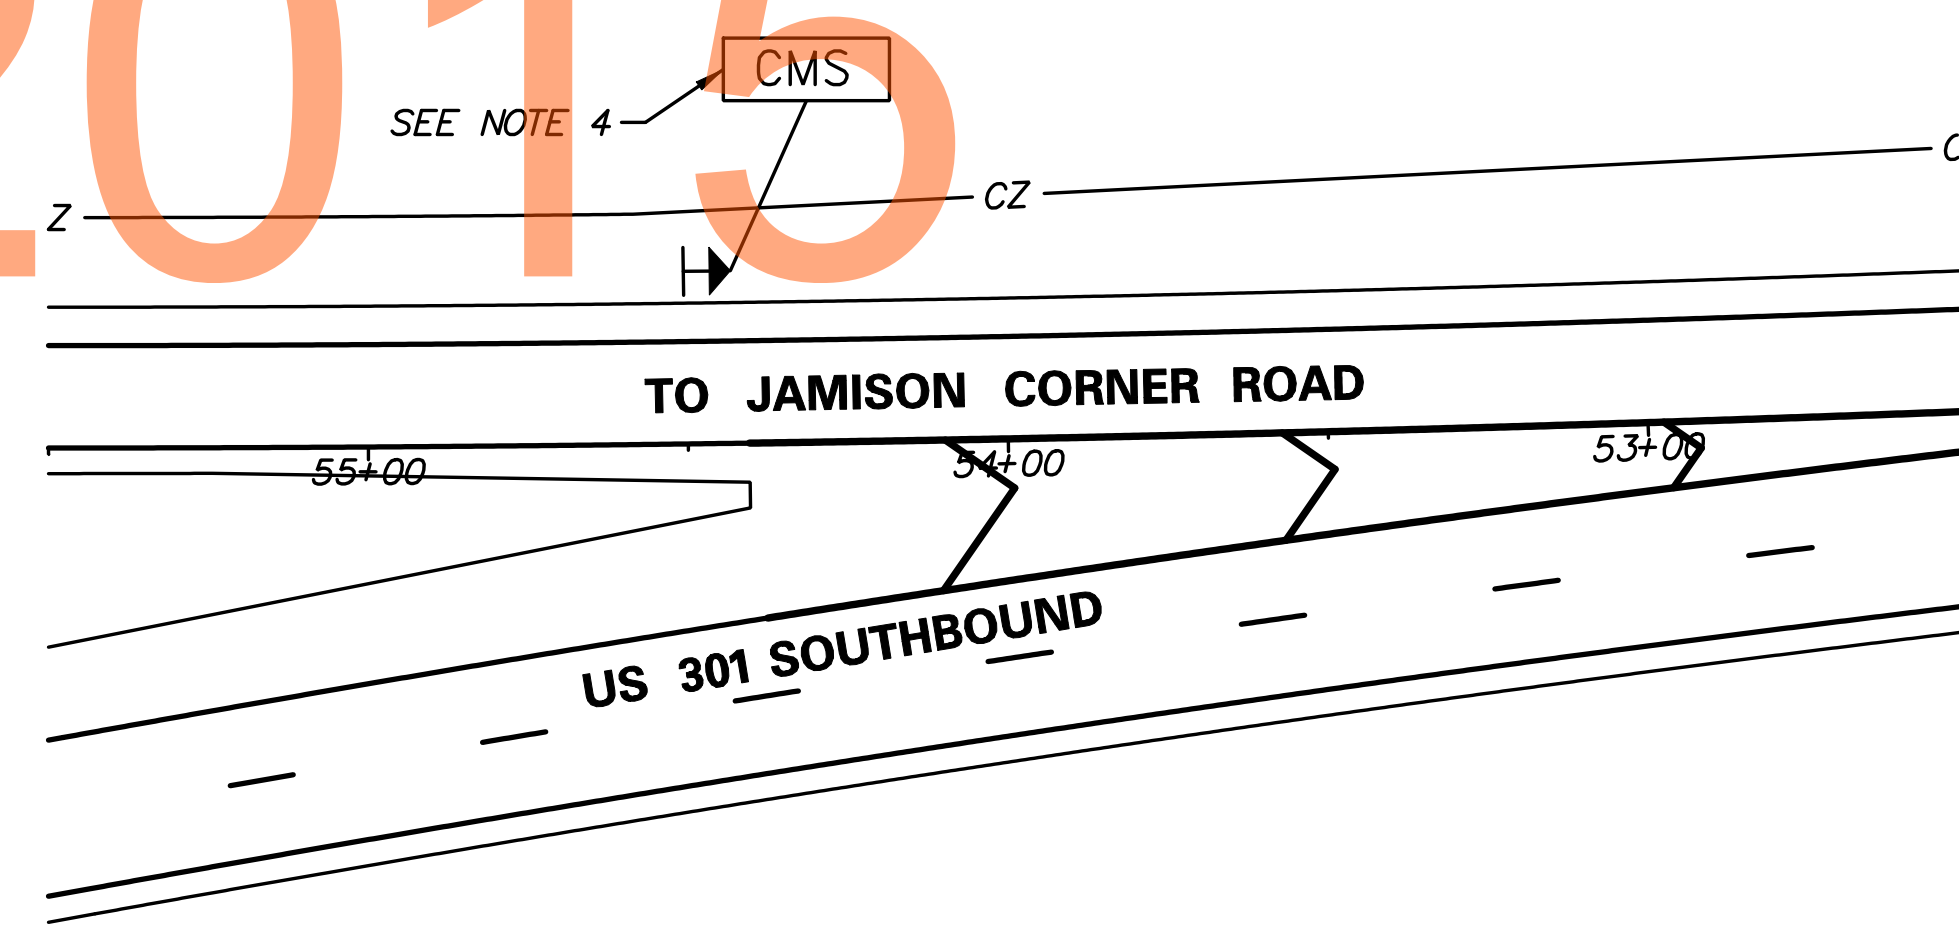 2015
CMS
SEE NOTE 4
CZ
Z
TO JAMISON CORNER ROAD
55+00
54+00
53+00
US 301 SOUTHBOUND